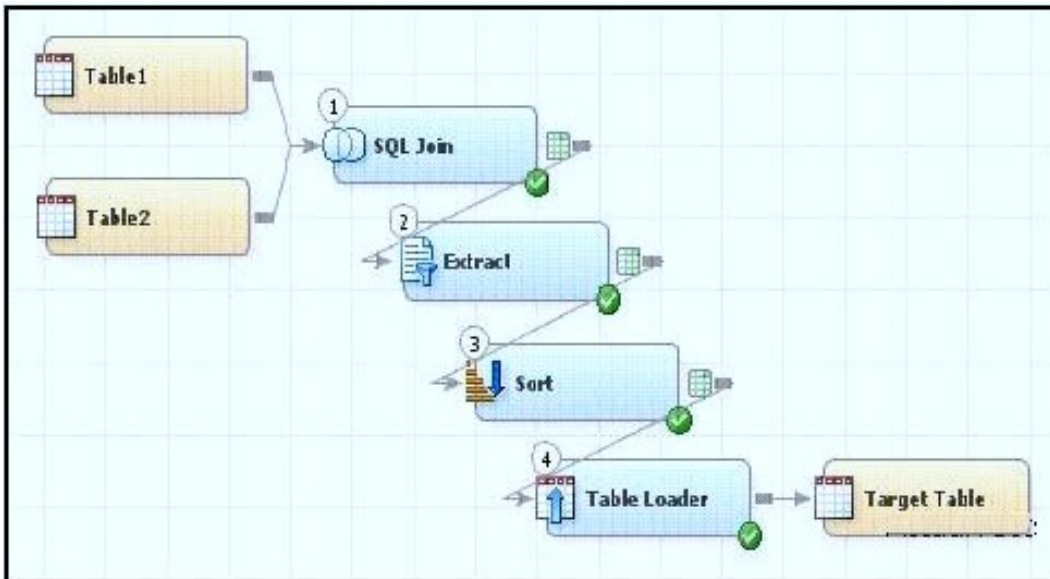 Table1
1
SQL Join
Table2
2
Extract
3
Sort
4
Table Loader
Target Table